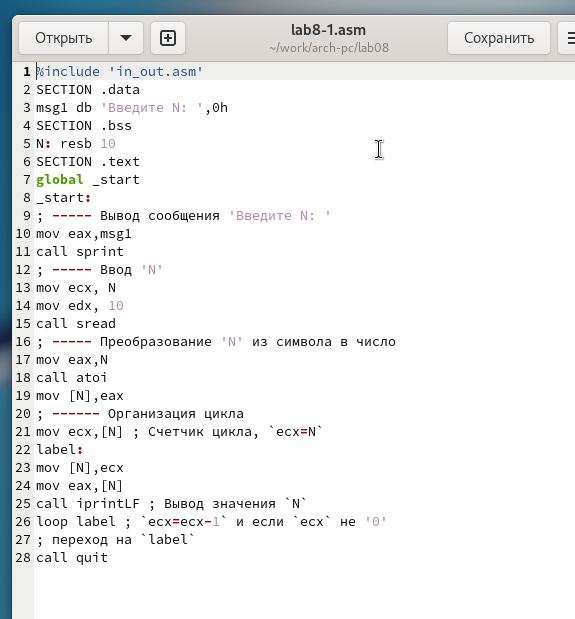 Открыть
lab8-1.asm
~/work/arch-pc/lab08
Сохранить
1 %include 'in_out.asm'
2 SECTION .data
3 msg1 db 'Введите N: ',0h
4 SECTION .bss
5 N: resb 10
6 SECTION .text
7 global _start
8 _start:
9 ; ----- Вывод сообщения 'Введите N: '
10 mov eax,msg1
11 call sprint
12 ; ----- Ввод 'N'
13 mov ecx, N
14 mov edx, 10
15 call sread
16 ; ----- Преобразование 'N' из символа в число
17 mov eax,N
18 call atoi
19 mov [N],eax
20 ; ------ Организация цикла
21 mov ecx,[N] ; Счетчик цикла, `ecx=N`
22 label:
23 mov [N],ecx
24 mov eax,[N]
25 call iprintLF ; Вывод значения `N`
26 loop label ; `ecx=ecx-1` и если `ecx` не '0'
27 ; переход на `label`
28 call quit